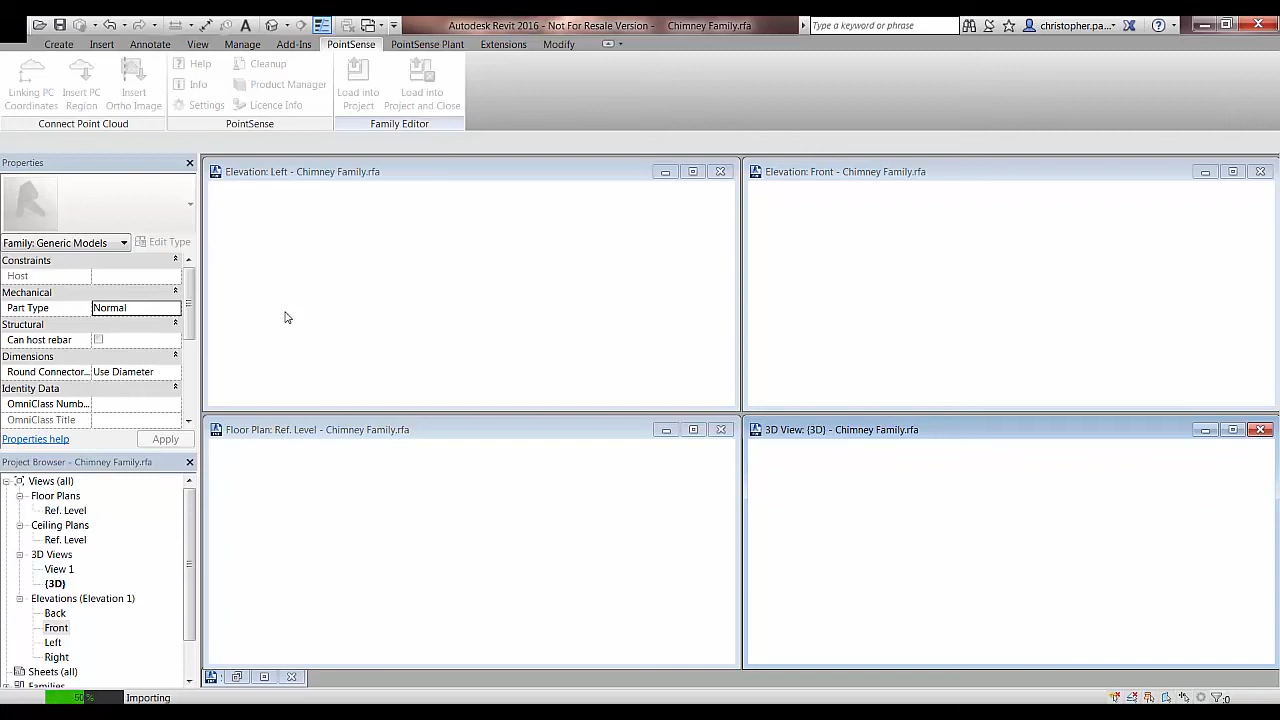 Autodesk Revit 2016 - Not For Resale Version - Chimney Family.rfa
Type a keyword or phrase
christopher.pa...
Create Insert Annotate View Manage Add-Ins PointSense PointSense Plant Extensions Modify
Linking PC Coordinates
Insert PC Region
Insert Ortho Image
Help
Info
Settings
Cleanup
Product Manager
Licence Info
Load into Project
Load into Project and Close
Connect Point Cloud
PointSense
Family Editor
Properties
Family: Generic Models
Edit Type
Constraints
Host
Mechanical
Part Type Normal
Structural
Can host rebar
Dimensions
Round Connector... Use Diameter
Identity Data
OmniClass Numb...
OmniClass Title
Properties help
Apply
Project Browser - Chimney Family.rfa
Views (all)
Floor Plans
Ref. Level
Ceiling Plans
Ref. Level
3D Views
View 1
{3D}
Elevations (Elevation 1)
Back
Front
Left
Right
Sheets (all)
Families
Elevation: Left - Chimney Family.rfa
Elevation: Front - Chimney Family.rfa
Floor Plan: Ref. Level - Chimney Family.rfa
3D View: {3D} - Chimney Family.rfa
50 %
Importing
:0